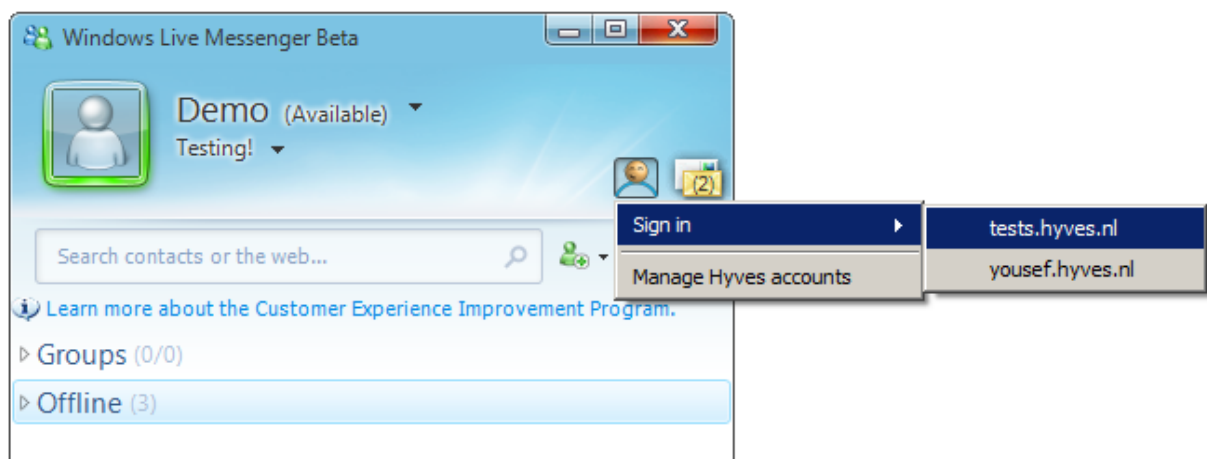 Windows Live Messenger Beta
Demo (Available)
Testing!
(2)
Sign in
tests.hyves.nl
Search contacts or the web...
Manage Hyves accounts
yousef.hyves.nl
Learn more about the Customer Experience Improvement Program.
Groups (0/0)
Offline (3)